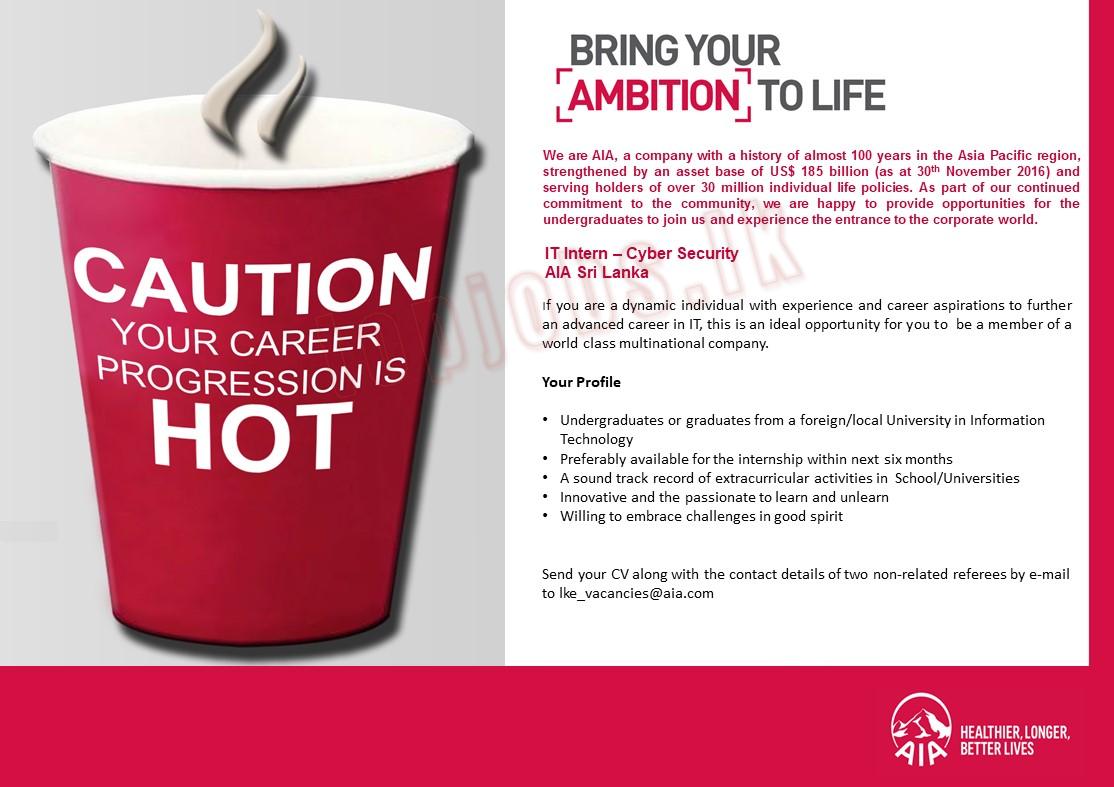 CAUTION
YOUR CAREER
PROGRESSION IS
HOT
BRING YOUR
[AMBITION] TO LIFE
We are AIA, a company with a history of almost 100 years in the Asia Pacific region,
strengthened by an asset base of US$ 185 billion (as at 30th November 2016) and
serving holders of over 30 million individual life policies. As part of our continued
commitment to the community, we are happy to provide opportunities for the
undergraduates to join us and experience the entrance to the corporate world.
IT Intern – Cyber Security
AIA Sri Lanka
If you are a dynamic individual with experience and career aspirations to further
an advanced career in IT, this is an ideal opportunity for you to be a member of a
world class multinational company.
Your Profile
• Undergraduates or graduates from a foreign/local University in Information
Technology
• Preferably available for the internship within next six months
• A sound track record of extracurricular activities in School/Universities
• Innovative and the passionate to learn and unlearn
• Willing to embrace challenges in good spirit
Send your CV along with the contact details of two non-related referees by e-mail
to lke_vacancies@aia.com
AIA
HEALTHIER, LONGER,
BETTER LIVES